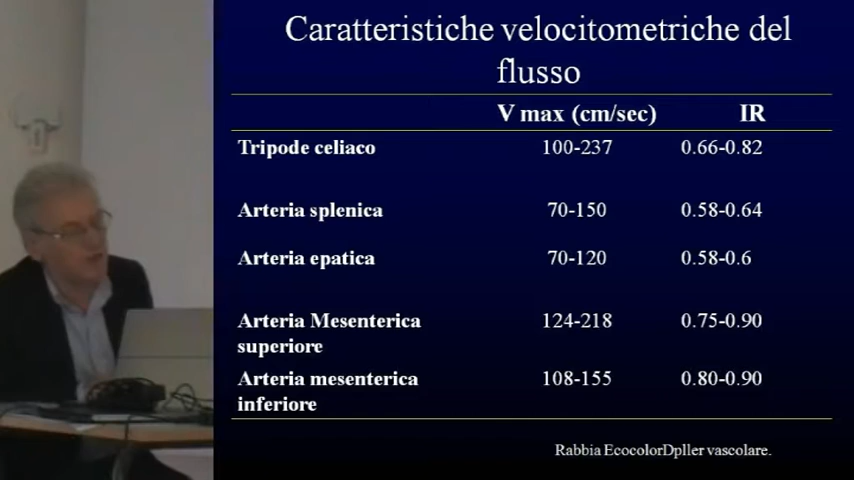 Caratteristiche velocitometriche del
flusso
V max (cm/sec) IR
Tripode celiaco 100-237 0.66-0.82
Arteria splenica 70-150 0.58-0.64
Arteria epatica 70-120 0.58-0.6
Arteria Mesenterica 124-218 0.75-0.90
superiore
Arteria mesenterica 108-155 0.80-0.90
inferiore
Rabbia EcocolorDpller vascolare.